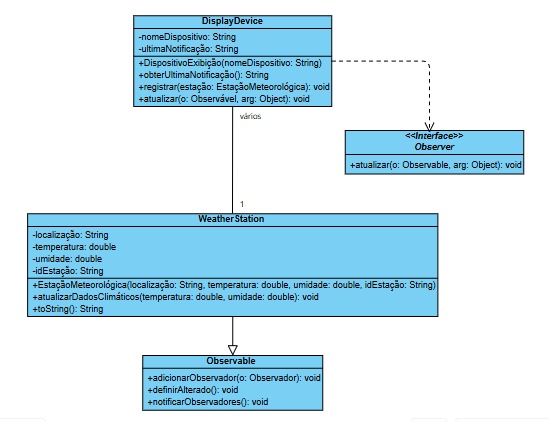 DisplayDevice
-nomeDispositivo: String
-ultimaNotificação: String
+DispositivoExibição(nomeDispositivo: String)
+obterUltimaNotificação(): String
+registrar(estação: EstaçãoMeteorológica): void
+atualizar(o: Observável, arg: Object): void
vários
<<Interface>>
Observer
+atualizar(o: Observable, arg: Object): void
1
WeatherStation
-localização: String
-temperatura: double
-umidade: double
-idEstação: String
+EstaçãoMeteorológica(localização: String, temperatura: double, umidade: double, idEstação: String)
+atualizarDadosClimáticos(temperatura: double, umidade: double): void
+toString(): String
Observable
+adicionarObservador(o: Observador): void
+definirAlterado(): void
+notificarObservadores(): void